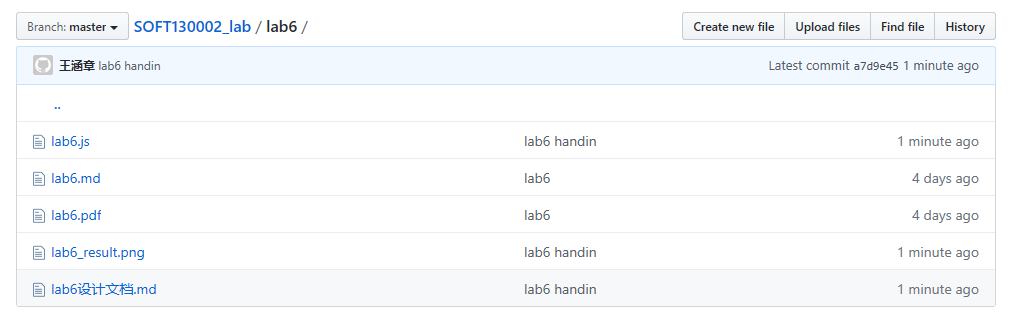 Branch: master SOFT130002_lab / lab6 / Create new file Upload files Find file History
王涵章 lab6 handin Latest commit a7d9e45 1 minute ago
..
lab6.js lab6 handin 1 minute ago
lab6.md lab6 4 days ago
lab6.pdf lab6 4 days ago
lab6_result.png lab6 handin 1 minute ago
lab6设计文档.md lab6 handin 1 minute ago